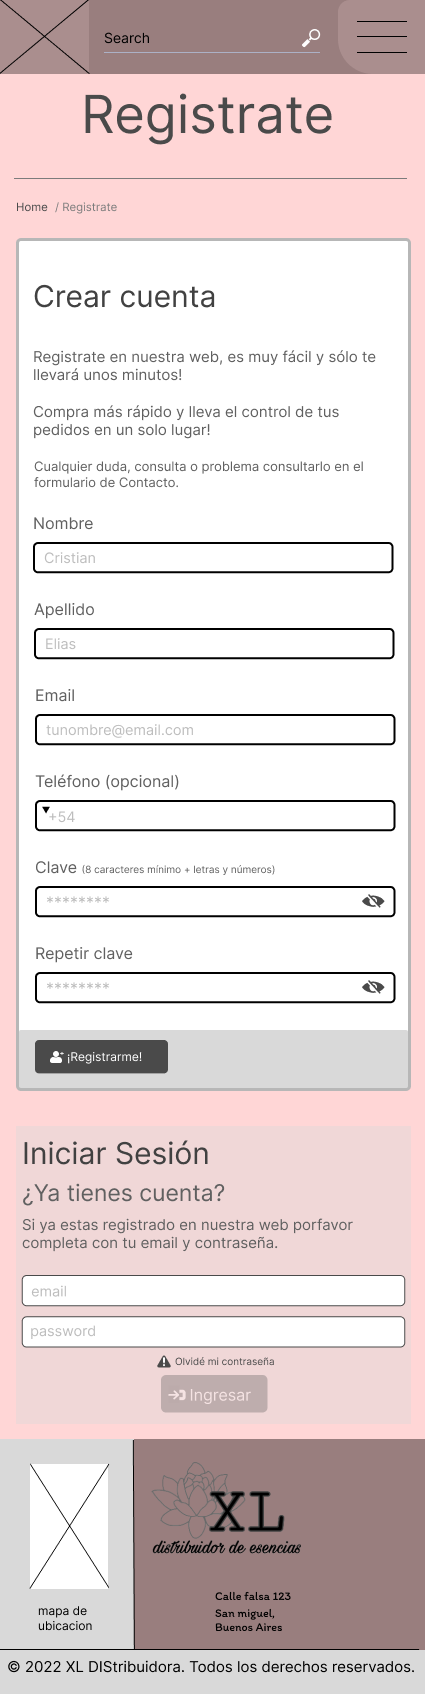 Search
Registrate
Home / Registrate
Crear cuenta
Registrate en nuestra web, es muy fácil y sólo te
llevará unos minutos!
Compra más rápido y lleva el control de tus
pedidos en un solo lugar!
Cualquier duda, consulta o problema consultarlo en el
formulario de Contacto.
Nombre
Cristian
Apellido
Elias
Email
tunombre@email.com
Teléfono (opcional)
+54
Clave (8 caracteres mínimo + letras y números)
********
Repetir clave
********
¡Registrarme!
Iniciar Sesión
¿Ya tienes cuenta?
Si ya estas registrado en nuestra web porfavor
completa con tu email y contraseña.
email
password
Olvidé mi contraseña
Ingresar
XL
distribuidor de esencias
mapa de
ubicacion
Calle falsa 123
San miguel,
Buenos Aires
© 2022 XL DIStribuidora. Todos los derechos reservados.